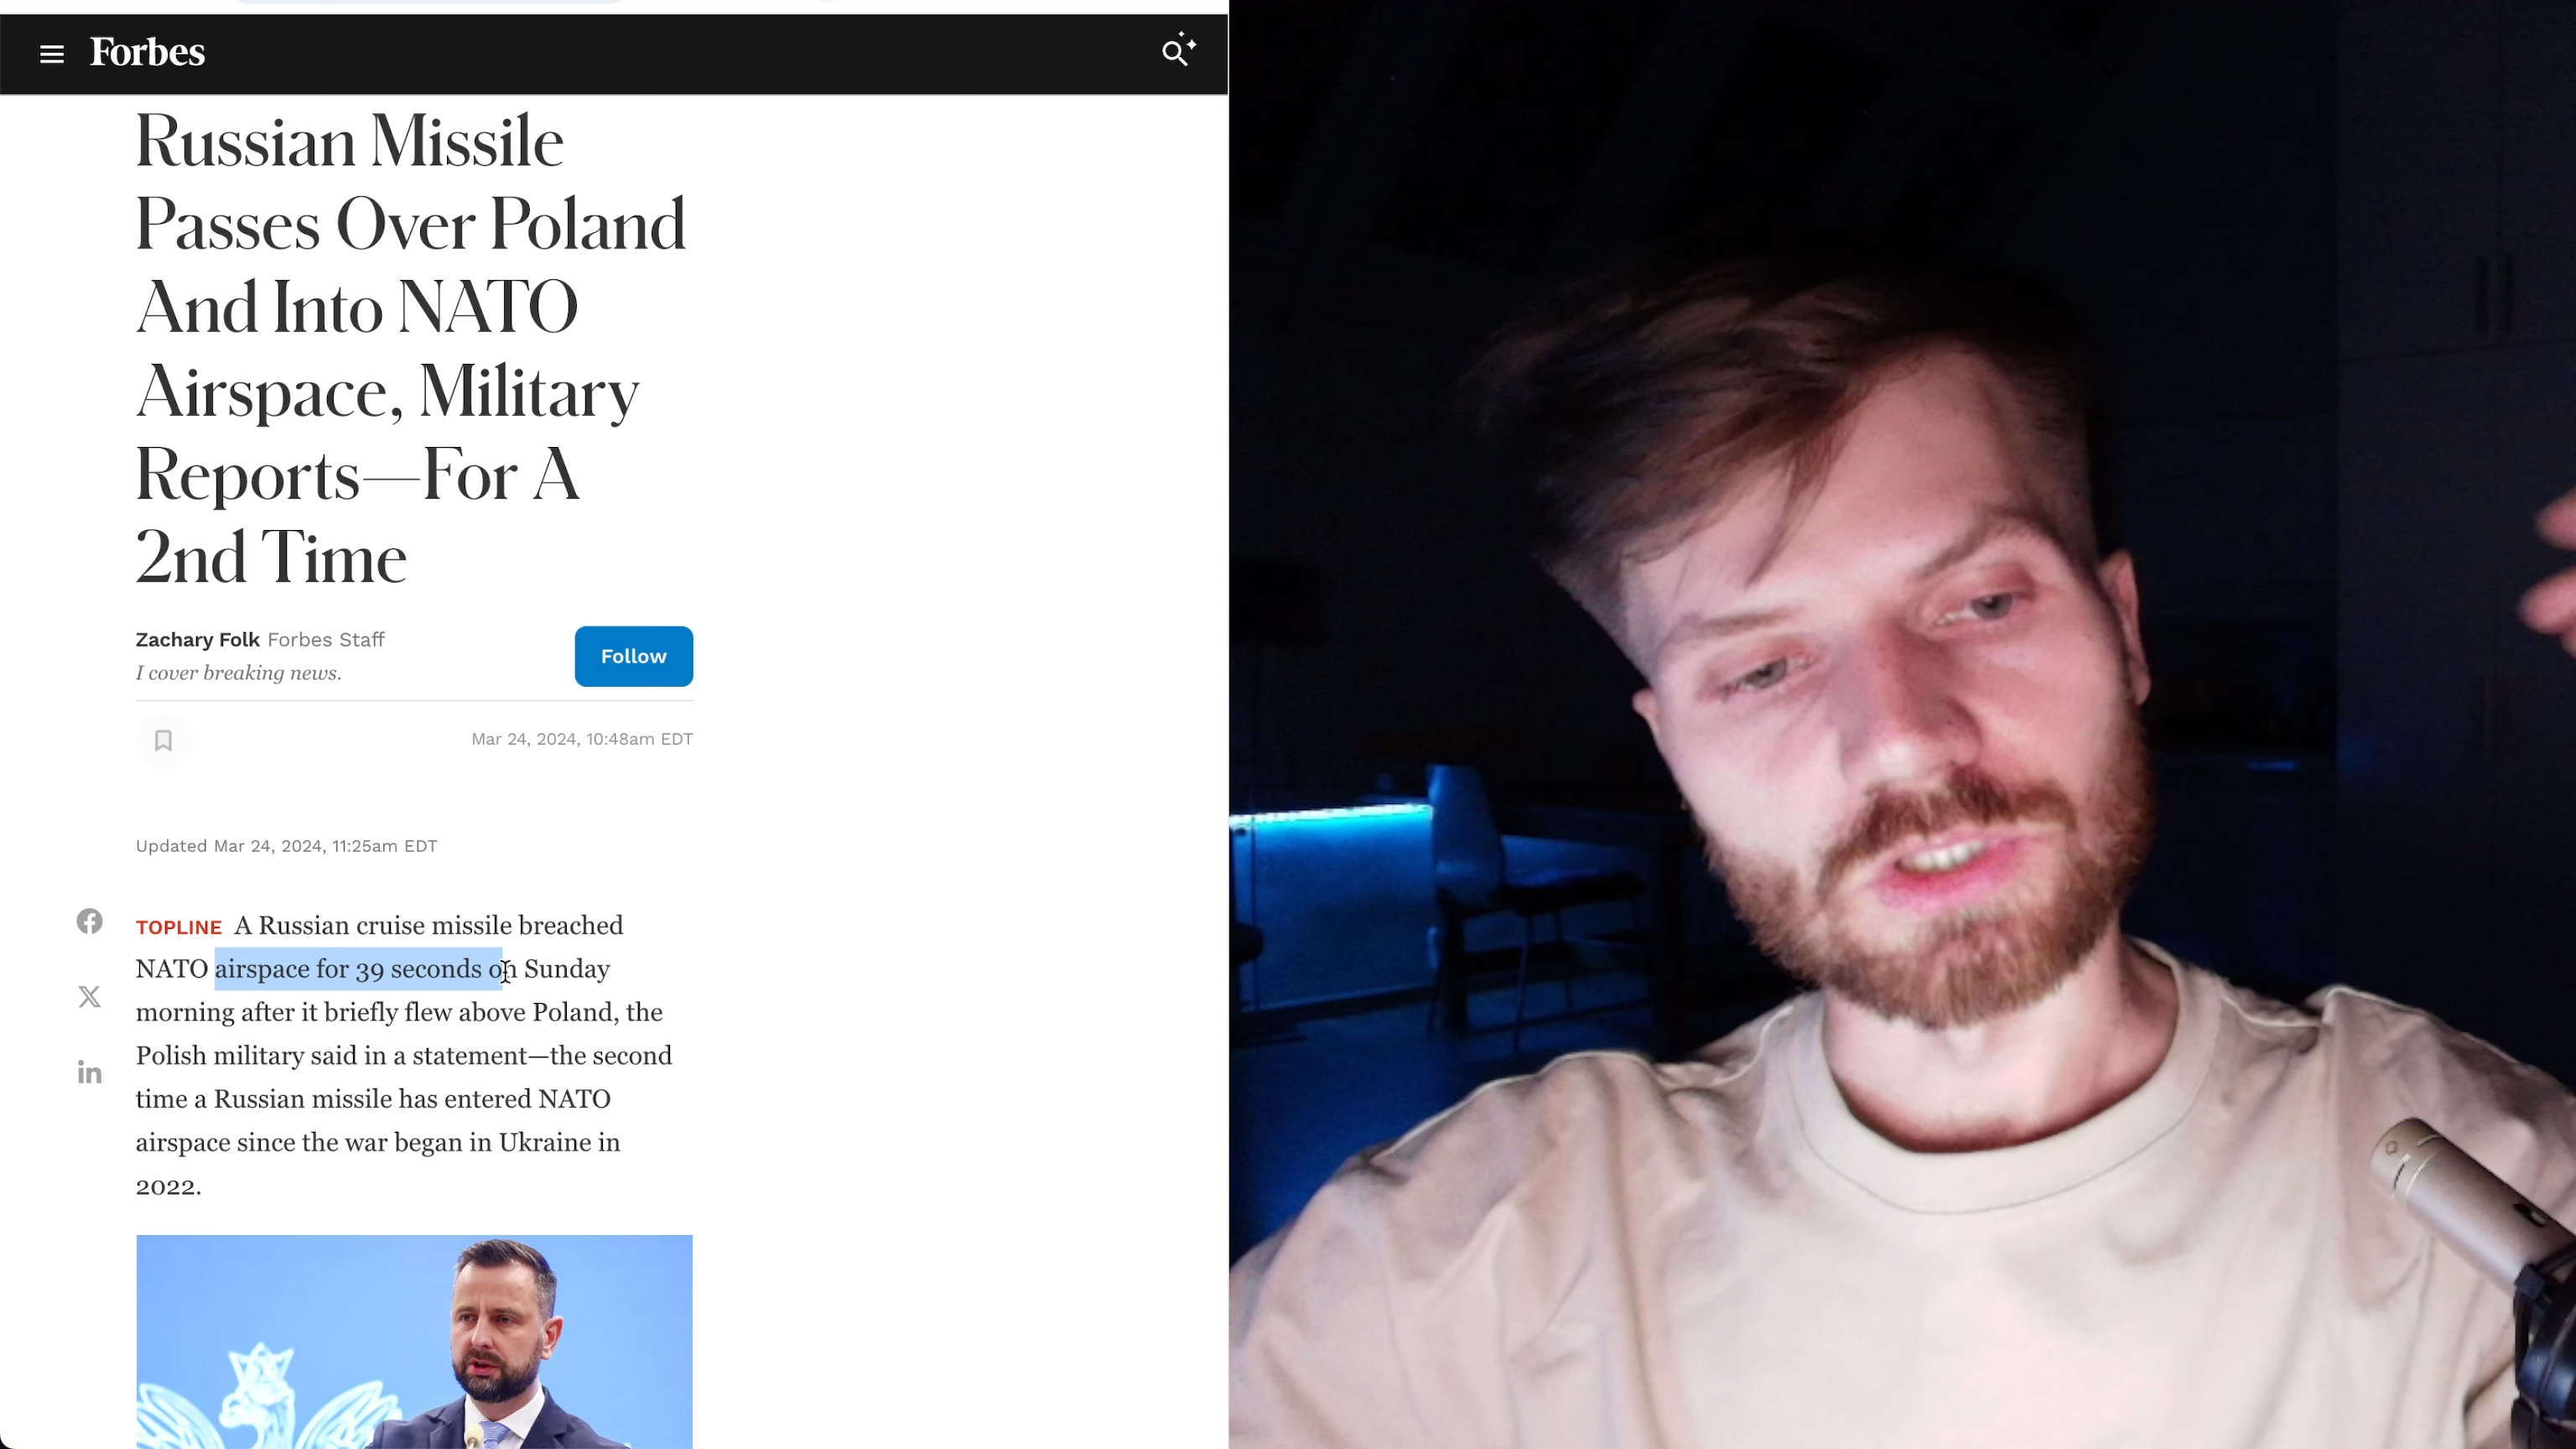 Forbes
Russian Missile
Passes Over Poland
And Into NATO
Airspace, Military
Reports—For A
2nd Time
Zachary Folk Forbes Staff
I cover breaking news.
Follow
Mar 24, 2024, 10:48am EDT
Updated Mar 24, 2024, 11:25am EDT
TOPLINE A Russian cruise missile breached
NATO airspace for 39 seconds on Sunday
morning after it briefly flew above Poland, the
Polish military said in a statement—the second
time a Russian missile has entered NATO
airspace since the war began in Ukraine in
2022.